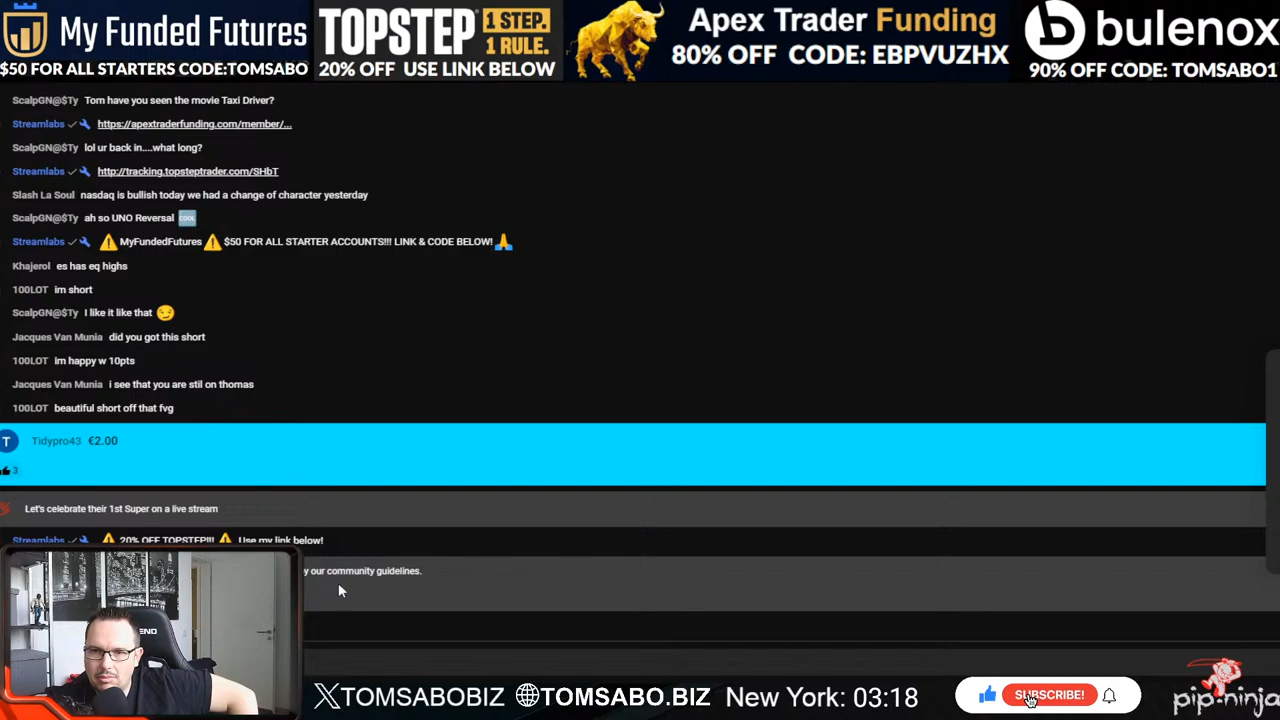 My Funded Futures
$50 FOR ALL STARTERS CODE:TOMSABO
TOPSTEP
1 STEP.
1 RULE.
20% OFF USE LINK BELOW
Apex Trader Funding
80% OFF CODE: EBPVUZHX
bulenox
90% OFF CODE: TOMSABO1
ScalpGN@$Ty Tom have you seen the movie Taxi Driver?
Streamlabs https://apextraderfunding.com/member/...
ScalpGN@$Ty lol ur back in....what long?
Streamlabs http://tracking.topsteptrader.com/SHbT
Slash La Soul nasdaq is bullish today we had a change of character yesterday
ScalpGN@$Ty ah so UNO Reversal 🆒
Streamlabs ⚠️ MyFundedFutures ⚠️ $50 FOR ALL STARTER ACCOUNTS!!! LINK & CODE BELOW! 🙏
Khajerol es has eq highs
100LOT im short
ScalpGN@$Ty I like it like that 😏
Jacques Van Munia did you got this short
100LOT im happy w 10pts
Jacques Van Munia i see that you are stil on thomas
100LOT beautiful short off that fvg
T Tidypro43 €2.00
3
Let's celebrate their 1st Super on a live stream
Streamlabs ⚠️ 20% OFF TOPSTEP!!! ⚠️ Use my link below!
our community guidelines.
XTOMSABOBIZ TOMSABO.BIZ New York: 03:18
SUBSCRIBE!
pip.ninja